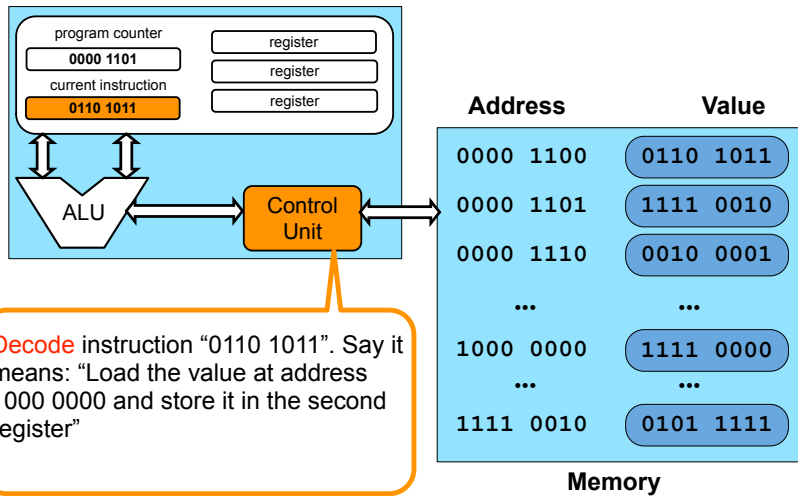 program counter
0000 1101
current instruction
0110 1011
register
register
register
ALU
Control
Unit
Address Value
0000 1100 0110 1011
0000 1101 1111 0010
0000 1110 0010 0001
... ...
1000 0000 1111 0000
... ...
1111 0010 0101 1111
Memory
Decode instruction “0110 1011”. Say it
means: “Load the value at address
000 0000 and store it in the second
egister”